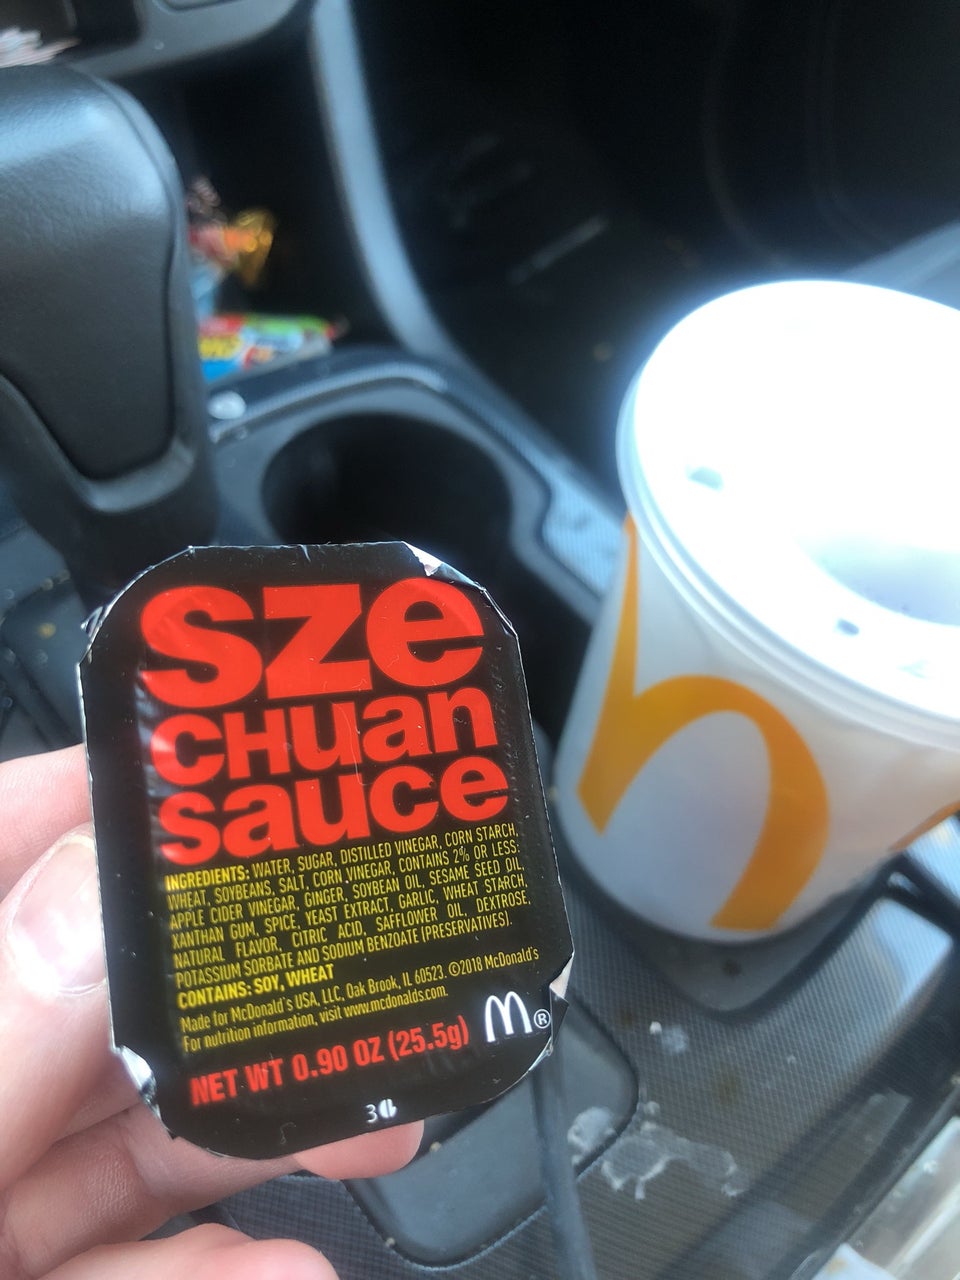 sze
CHuan
sauce
INGREDIENTS: WATER, SUGAR, DISTILLED VINEGAR, CORN STARCH,
WHEAT, SOYBEANS, SALT, CORN VINEGAR, CONTAINS 2% OR LESS:
APPLE CIDER VINEGAR, GINGER, SOYBEAN OIL, SESAME SEED OIL,
XANTHAN GUM, SPICE, YEAST EXTRACT, GARLIC, WHEAT STARCH,
NATURAL FLAVOR, CITRIC ACID, SAFFLOWER OIL, DEXTROSE,
POTASSIUM SORBATE AND SODIUM BENZOATE (PRESERVATIVES).
CONTAINS: SOY, WHEAT
Made for McDonald's USA, LLC, Oak Brook, IL 60523. ©2018 McDonald's
For nutrition information, visit www.mcdonalds.com.
NET WT 0.90 OZ (25.5g) M®
3